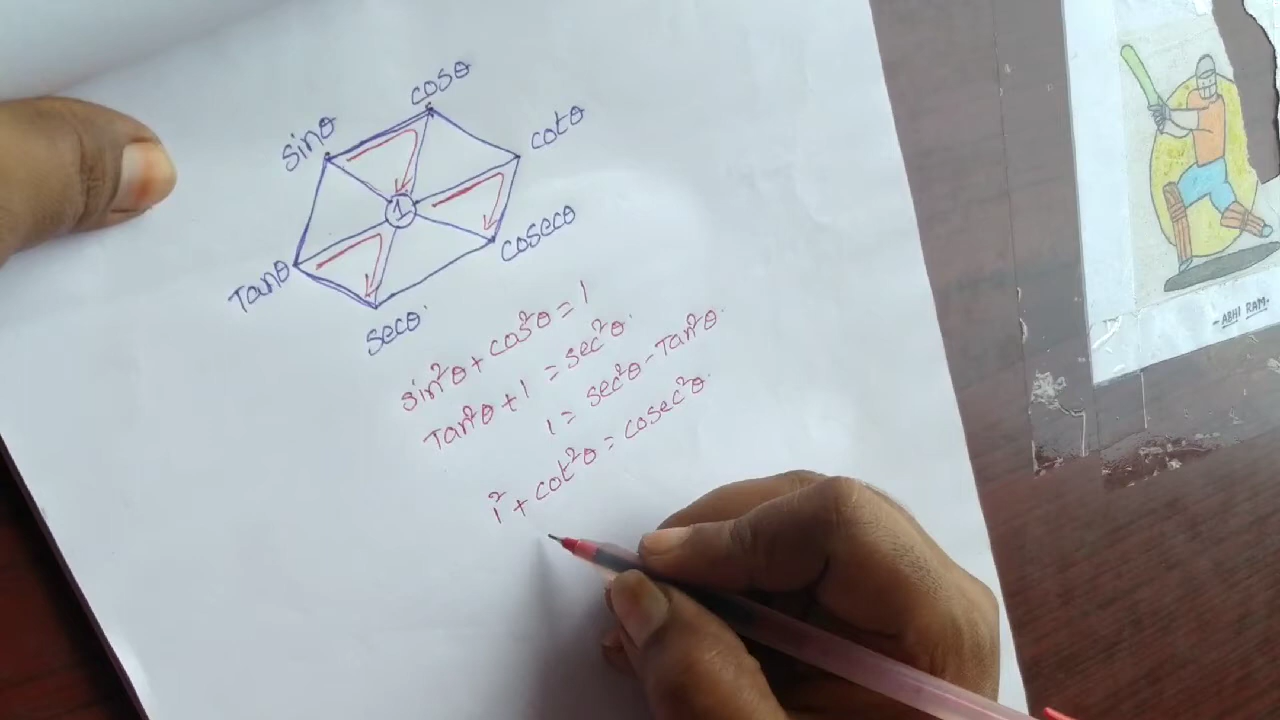 cosθ
sinθ
cotθ
1
cosecθ
Tanθ
secθ
sin²θ + cos²θ = 1
Tan²θ + 1 = sec²θ
1 = sec²θ - Tan²θ
1² + cot²θ = cosec²θ
- ABHI RAM.